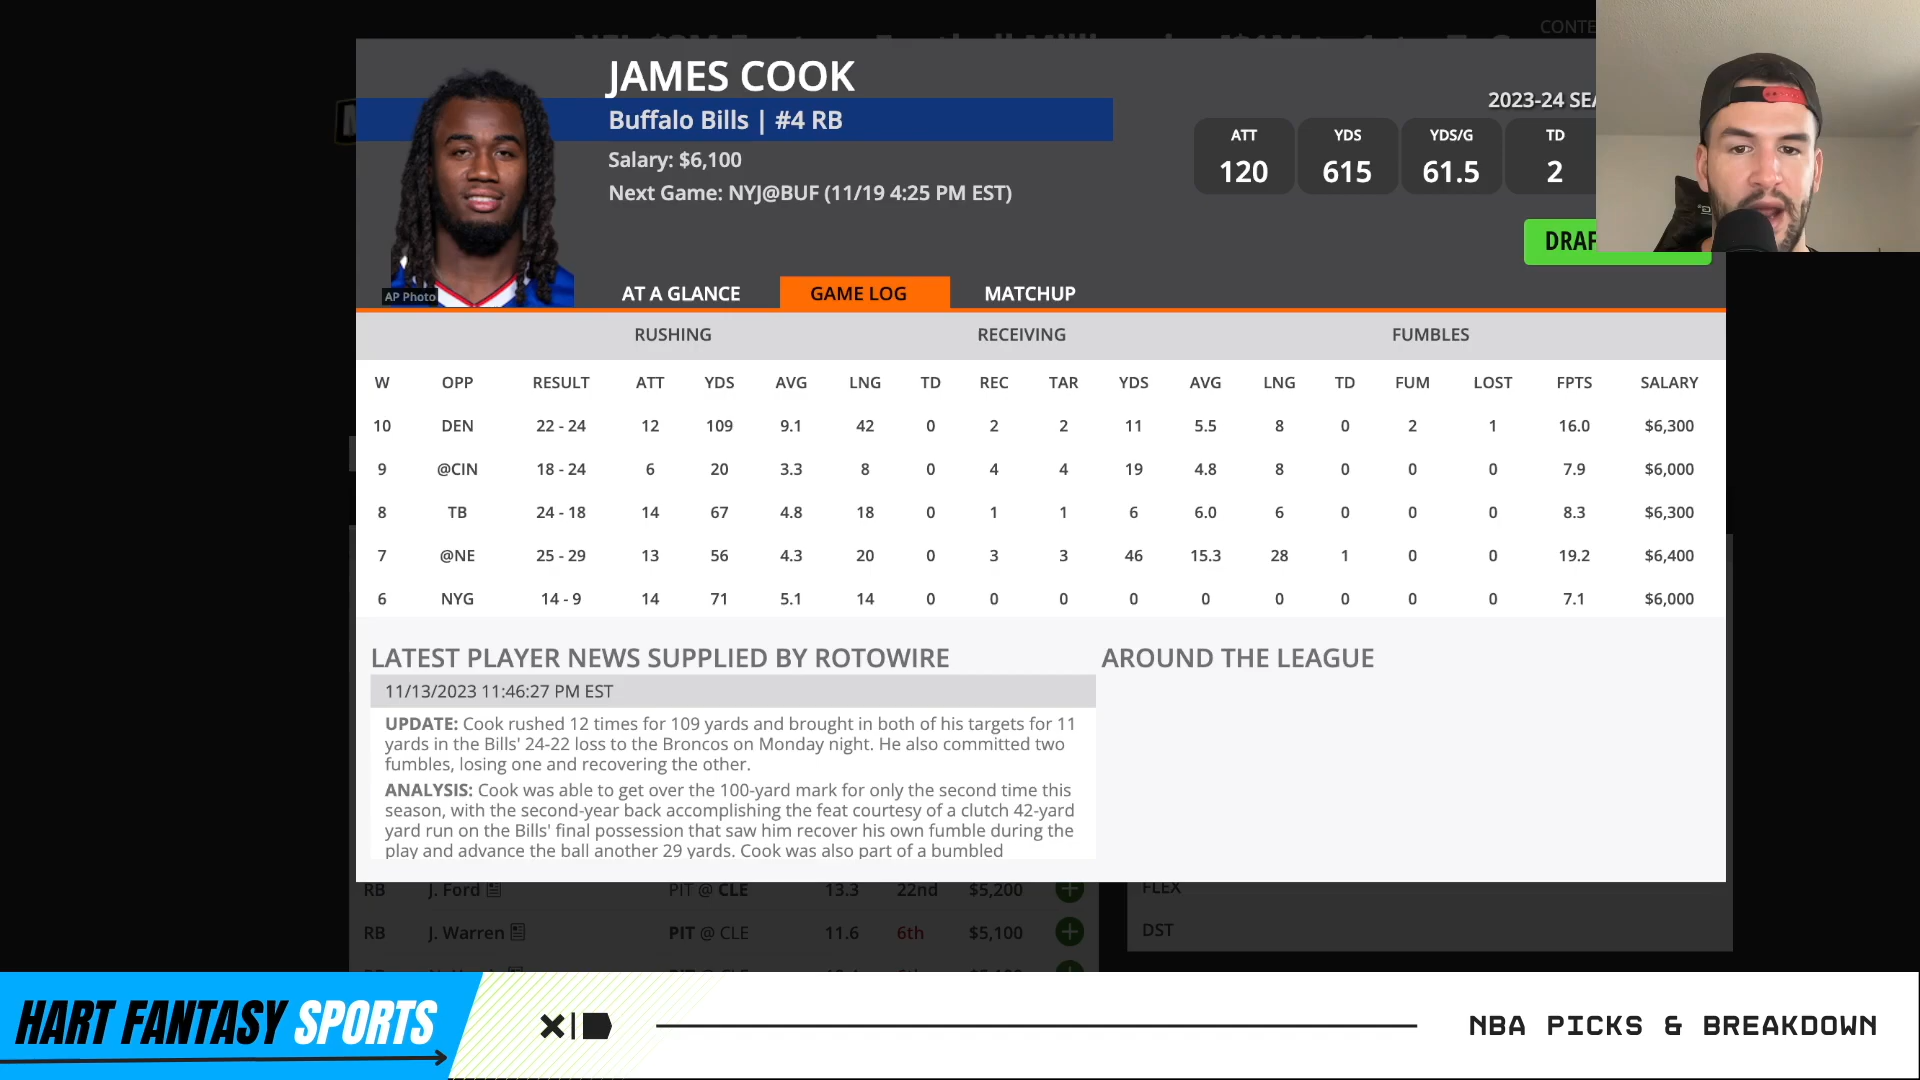 CONTE
JAMES COOK
Buffalo Bills | #4 RB
Salary: $6,100
Next Game: NYJ@BUF (11/19 4:25 PM EST)
2023-24 SEA
ATT YDS YDS/G TD
120 615 61.5 2
DRAF
AP Photo
AT A GLANCE GAME LOG MATCHUP
RUSHING RECEIVING FUMBLES
W OPP RESULT ATT YDS AVG LNG TD REC TAR YDS AVG LNG TD FUM LOST FPTS SALARY
10 DEN 22 - 24 12 109 9.1 42 0 2 2 11 5.5 8 0 2 1 16.0 $6,300
9 @CIN 18 - 24 6 20 3.3 8 0 4 4 19 4.8 8 0 0 0 7.9 $6,000
8 TB 24 - 18 14 67 4.8 18 0 1 1 6 6.0 6 0 0 0 8.3 $6,300
7 @NE 25 - 29 13 56 4.3 20 0 3 3 46 15.3 28 1 0 0 19.2 $6,400
6 NYG 14 - 9 14 71 5.1 14 0 0 0 0 0 0 0 0 0 7.1 $6,000
LATEST PLAYER NEWS SUPPLIED BY ROTOWIRE
AROUND THE LEAGUE
11/13/2023 11:46:27 PM EST
UPDATE: Cook rushed 12 times for 109 yards and brought in both of his targets for 11
yards in the Bills' 24-22 loss to the Broncos on Monday night. He also committed two
fumbles, losing one and recovering the other.
ANALYSIS: Cook was able to get over the 100-yard mark for only the second time this
season, with the second-year back accomplishing the feat courtesy of a clutch 42-yard
yard run on the Bills' final possession that saw him recover his own fumble during the
play and advance the ball another 29 yards. Cook was also part of a bumbled
RB J. Ford PIT @ CLE 13.3 22nd $5,200
FLEX
RB J. Warren PIT @ CLE 11.6 6th $5,100
DST
HART FANTASY SPORTS
NBA PICKS & BREAKDOWN